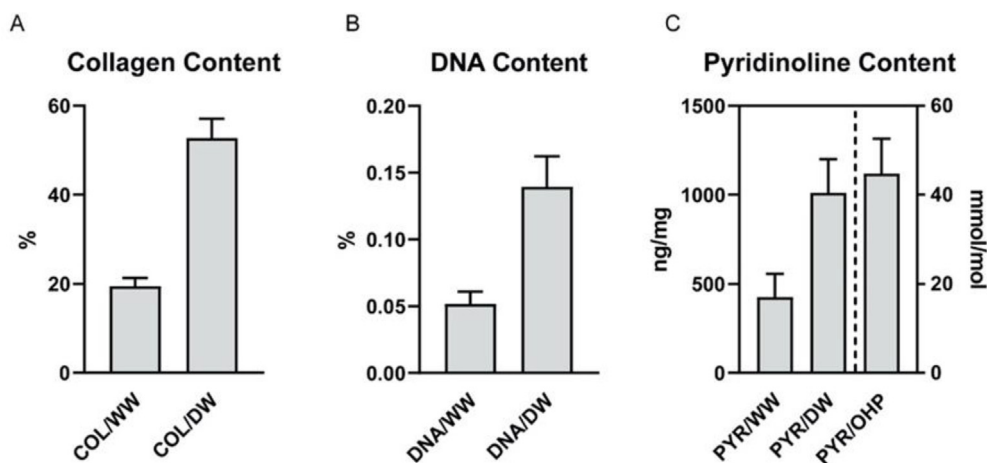 A
Collagen Content
%
60
40
20
0
COL/WW
COL/DW
B
DNA Content
%
0.20
0.15
0.10
0.05
0.00
DNA/WW
DNA/DW
C
Pyridinoline Content
ng/mg
1500
1000
500
0
60
40
20
0
mmol/mol
PYR/WW
PYR/DW
PYR/OHP